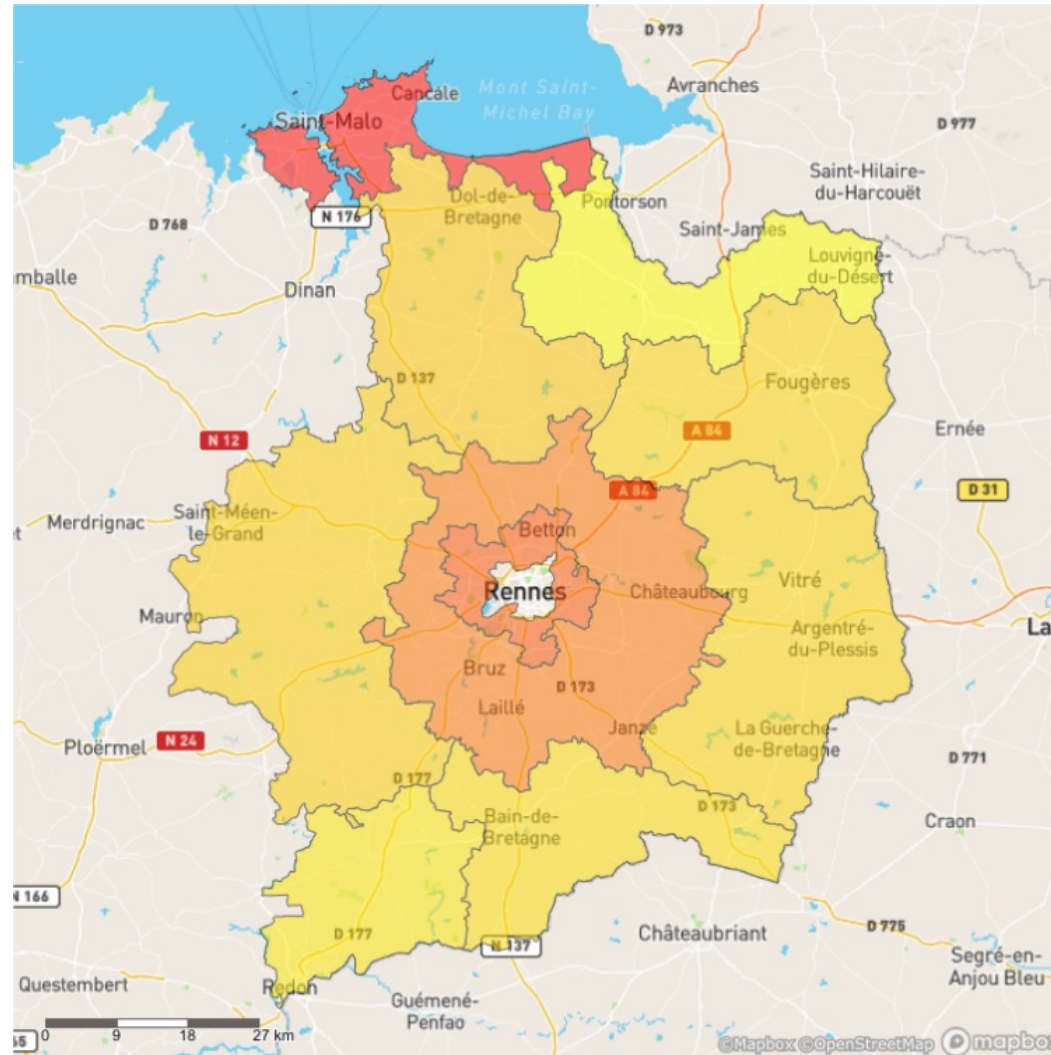 D 973
Cancale
Mont Saint-
Michel Bay
Avranches
Saint-Malo
D 977
Saint-Hilaire-
du-Harcouët
Dol-de-
Bretagne
Pontorson
N 176
D 768
Saint-James
Louvigné-
du-Désert
mballe
Dinan
D 137
Fougères
N 12
A 84
Ernée
A 84
D 31
Saint-Méen-
le-Grand
Merdrignac
Betton
Rennes
Châteaubourg
Vitré
Mauron
La
Argentré-
du-Plessis
Bruz
D 173
Laillé
Janzé
La Guerche-
de-Bretagne
Ploërmel
N 24
D 771
D 177
D 173
Bain-de-
Bretagne
Craon
N 166
D 177
N 137
Châteaubriant
D 775
Segré-en-
Anjou Bleu
Questembert
Redon
Guémené-
Penfao
0 9 18 27 km
©Mapbox ©OpenStreetMap mapbo